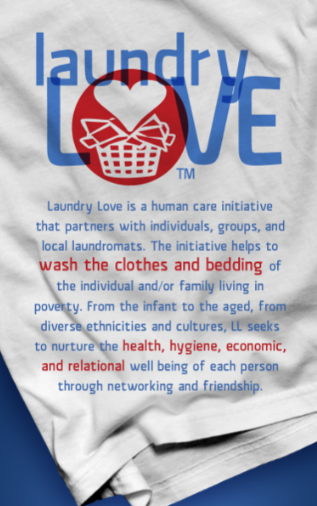 laundry
LOVE
TM
Laundry Love is a human care initiative
that partners with individuals, groups, and
local laundromats. The initiative helps to
wash the clothes and bedding of
the individual and/or family living in
poverty. From the infant to the aged, from
diverse ethnicities and cultures, LL seeks
to nurture the health, hygiene, economic,
and relational well being of each person
through networking and friendship.